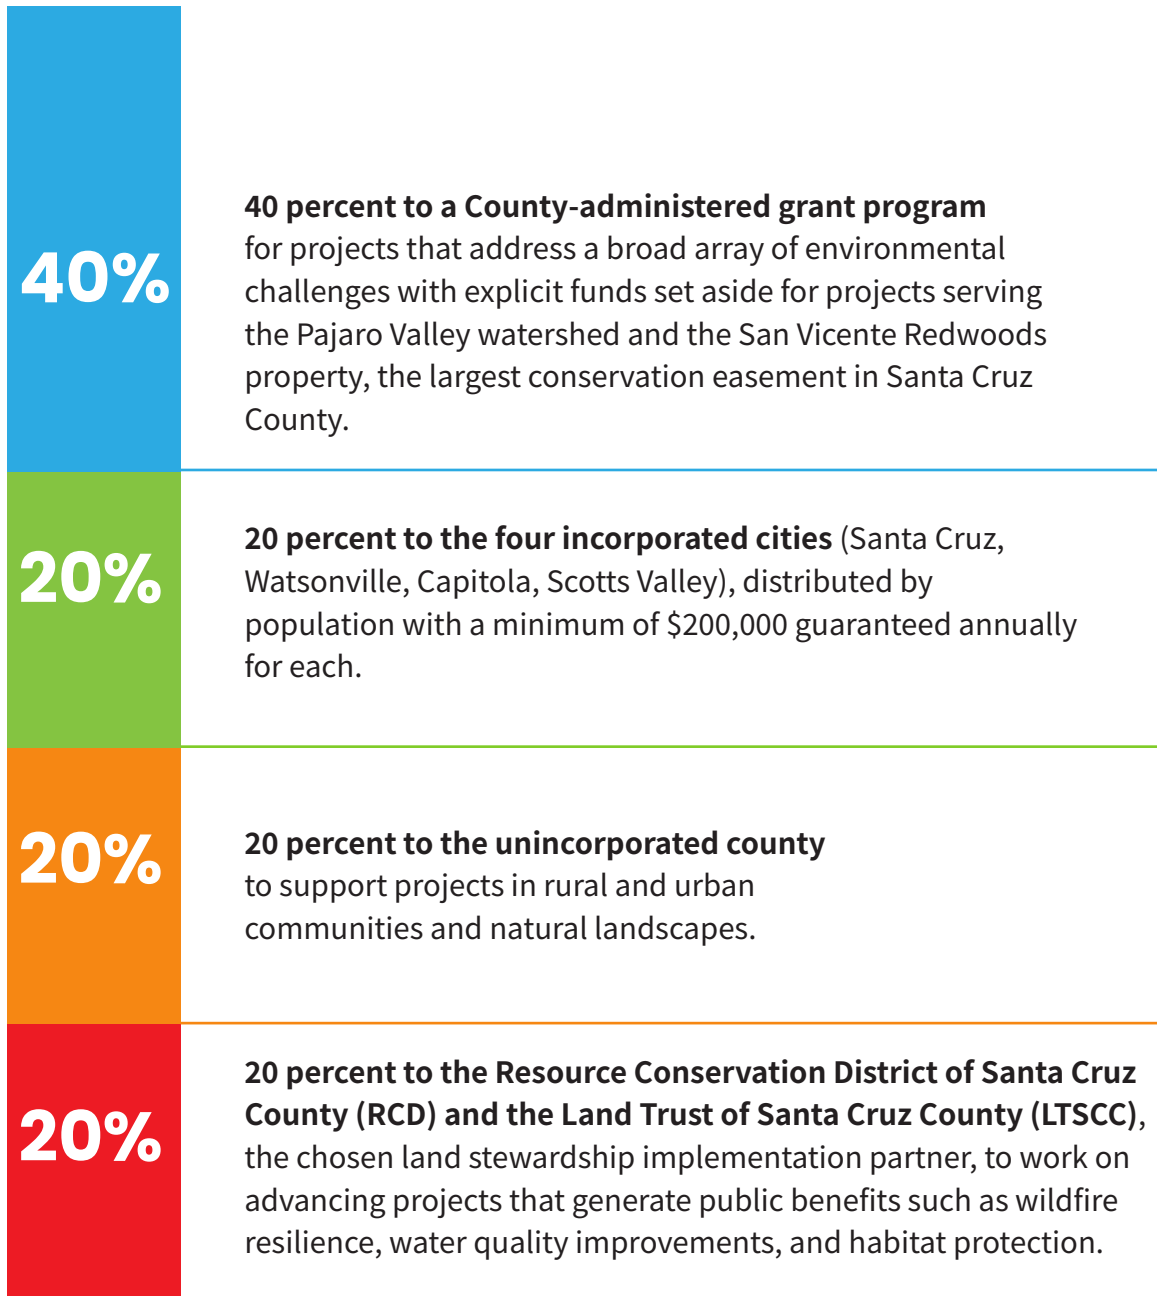 40%
40 percent to a County-administered grant program
for projects that address a broad array of environmental
challenges with explicit funds set aside for projects serving
the Pajaro Valley watershed and the San Vicente Redwoods
property, the largest conservation easement in Santa Cruz
County.
20%
20 percent to the four incorporated cities (Santa Cruz,
Watsonville, Capitola, Scotts Valley), distributed by
population with a minimum of $200,000 guaranteed annually
for each.
20%
20 percent to the unincorporated county
to support projects in rural and urban
communities and natural landscapes.
20%
20 percent to the Resource Conservation District of Santa Cruz
County (RCD) and the Land Trust of Santa Cruz County (LTSCC),
the chosen land stewardship implementation partner, to work on
advancing projects that generate public benefits such as wildfire
resilience, water quality improvements, and habitat protection.